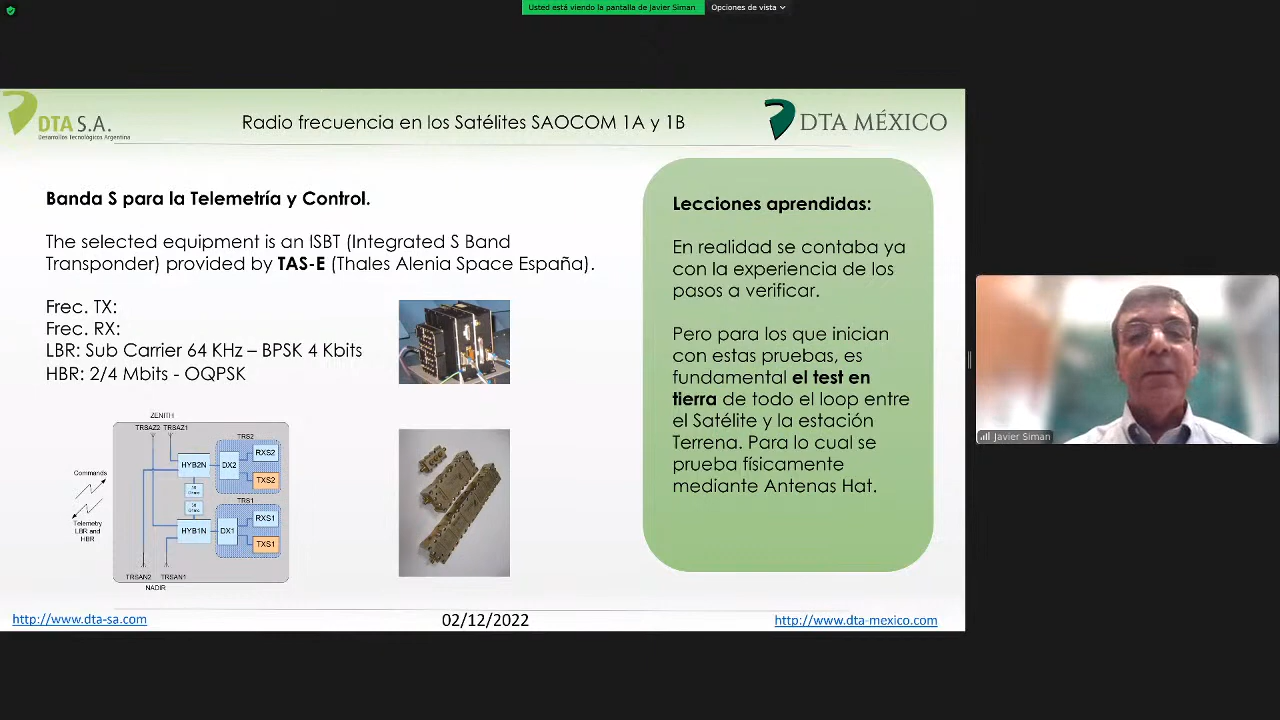 Usted está viendo la pantalla de Javier Siman
Opciones de vista
DTA S.A.
Desarrollos Tecnológicos Argentina
Radio frecuencia en los Satélites SAOCOM 1A y 1B
DTA MÉXICO
Banda S para la Telemetría y Control.
The selected equipment is an ISBT (Integrated S Band
Transponder) provided by TAS-E (Thales Alenia Space España).
Frec. TX:
Frec. RX:
LBR: Sub Carrier 64 KHz – BPSK 4 Kbits
HBR: 2/4 Mbits - OQPSK
ZENITH
TRSAZ2 TRSAZ1
TRS2
HYB2N
DX2
RXS2
TXS2
Commands
Telemetry
LBR and
HBR
TRS1
HYB1N
DX1
RXS1
TXS1
TRSAN2 TRSAN1
NADIR
Lecciones aprendidas:
En realidad se contaba ya
con la experiencia de los
pasos a verificar.
Pero para los que inician
con estas pruebas, es
fundamental el test en
tierra de todo el loop entre
el Satélite y la estación
Terrena. Para lo cual se
prueba físicamente
mediante Antenas Hat.
Javier Siman
http://www.dta-sa.com
02/12/2022
http://www.dta-mexico.com